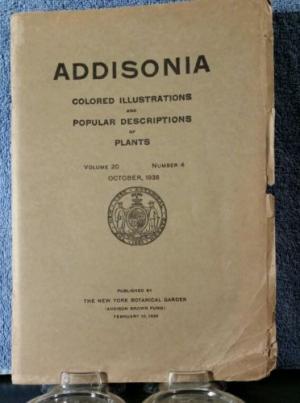 ADDISONIA
COLORED ILLUSTRATIONS
AND
POPULAR DESCRIPTIONS
OF
PLANTS
VOLUME 20 NUMBER 4
OCTOBER, 1938
PUBLISHED BY
THE NEW YORK BOTANICAL GARDEN
(ADDISON BROWN FUND)
FEBRUARY